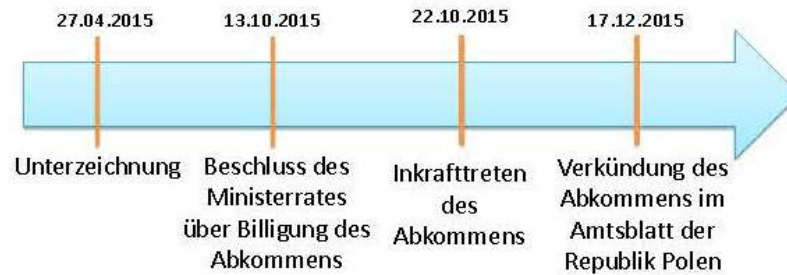 27.04.2015
13.10.2015
22.10.2015
17.12.2015
Unterzeichnung
Beschluss des
Ministerrates
über Billigung des
Abkommens
Inkrafttreten
des
Abkommens
Verkündung des
Abkommens im
Amtsblatt der
Republik Polen